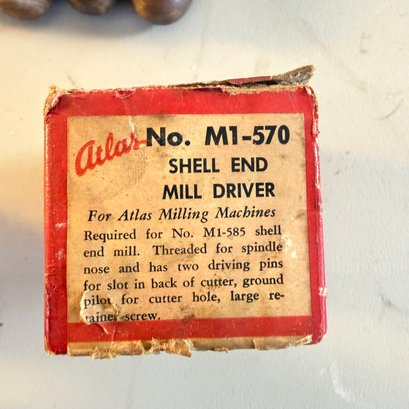 Atlas No. M1-570
SHELL END
MILL DRIVER
For Atlas Milling Machines
Required for No. M1-585 shell
end mill. Threaded for spindle
nose and has two driving pins
for slot in back of cutter, ground
pilot for cutter hole, large re-
tainer screw.